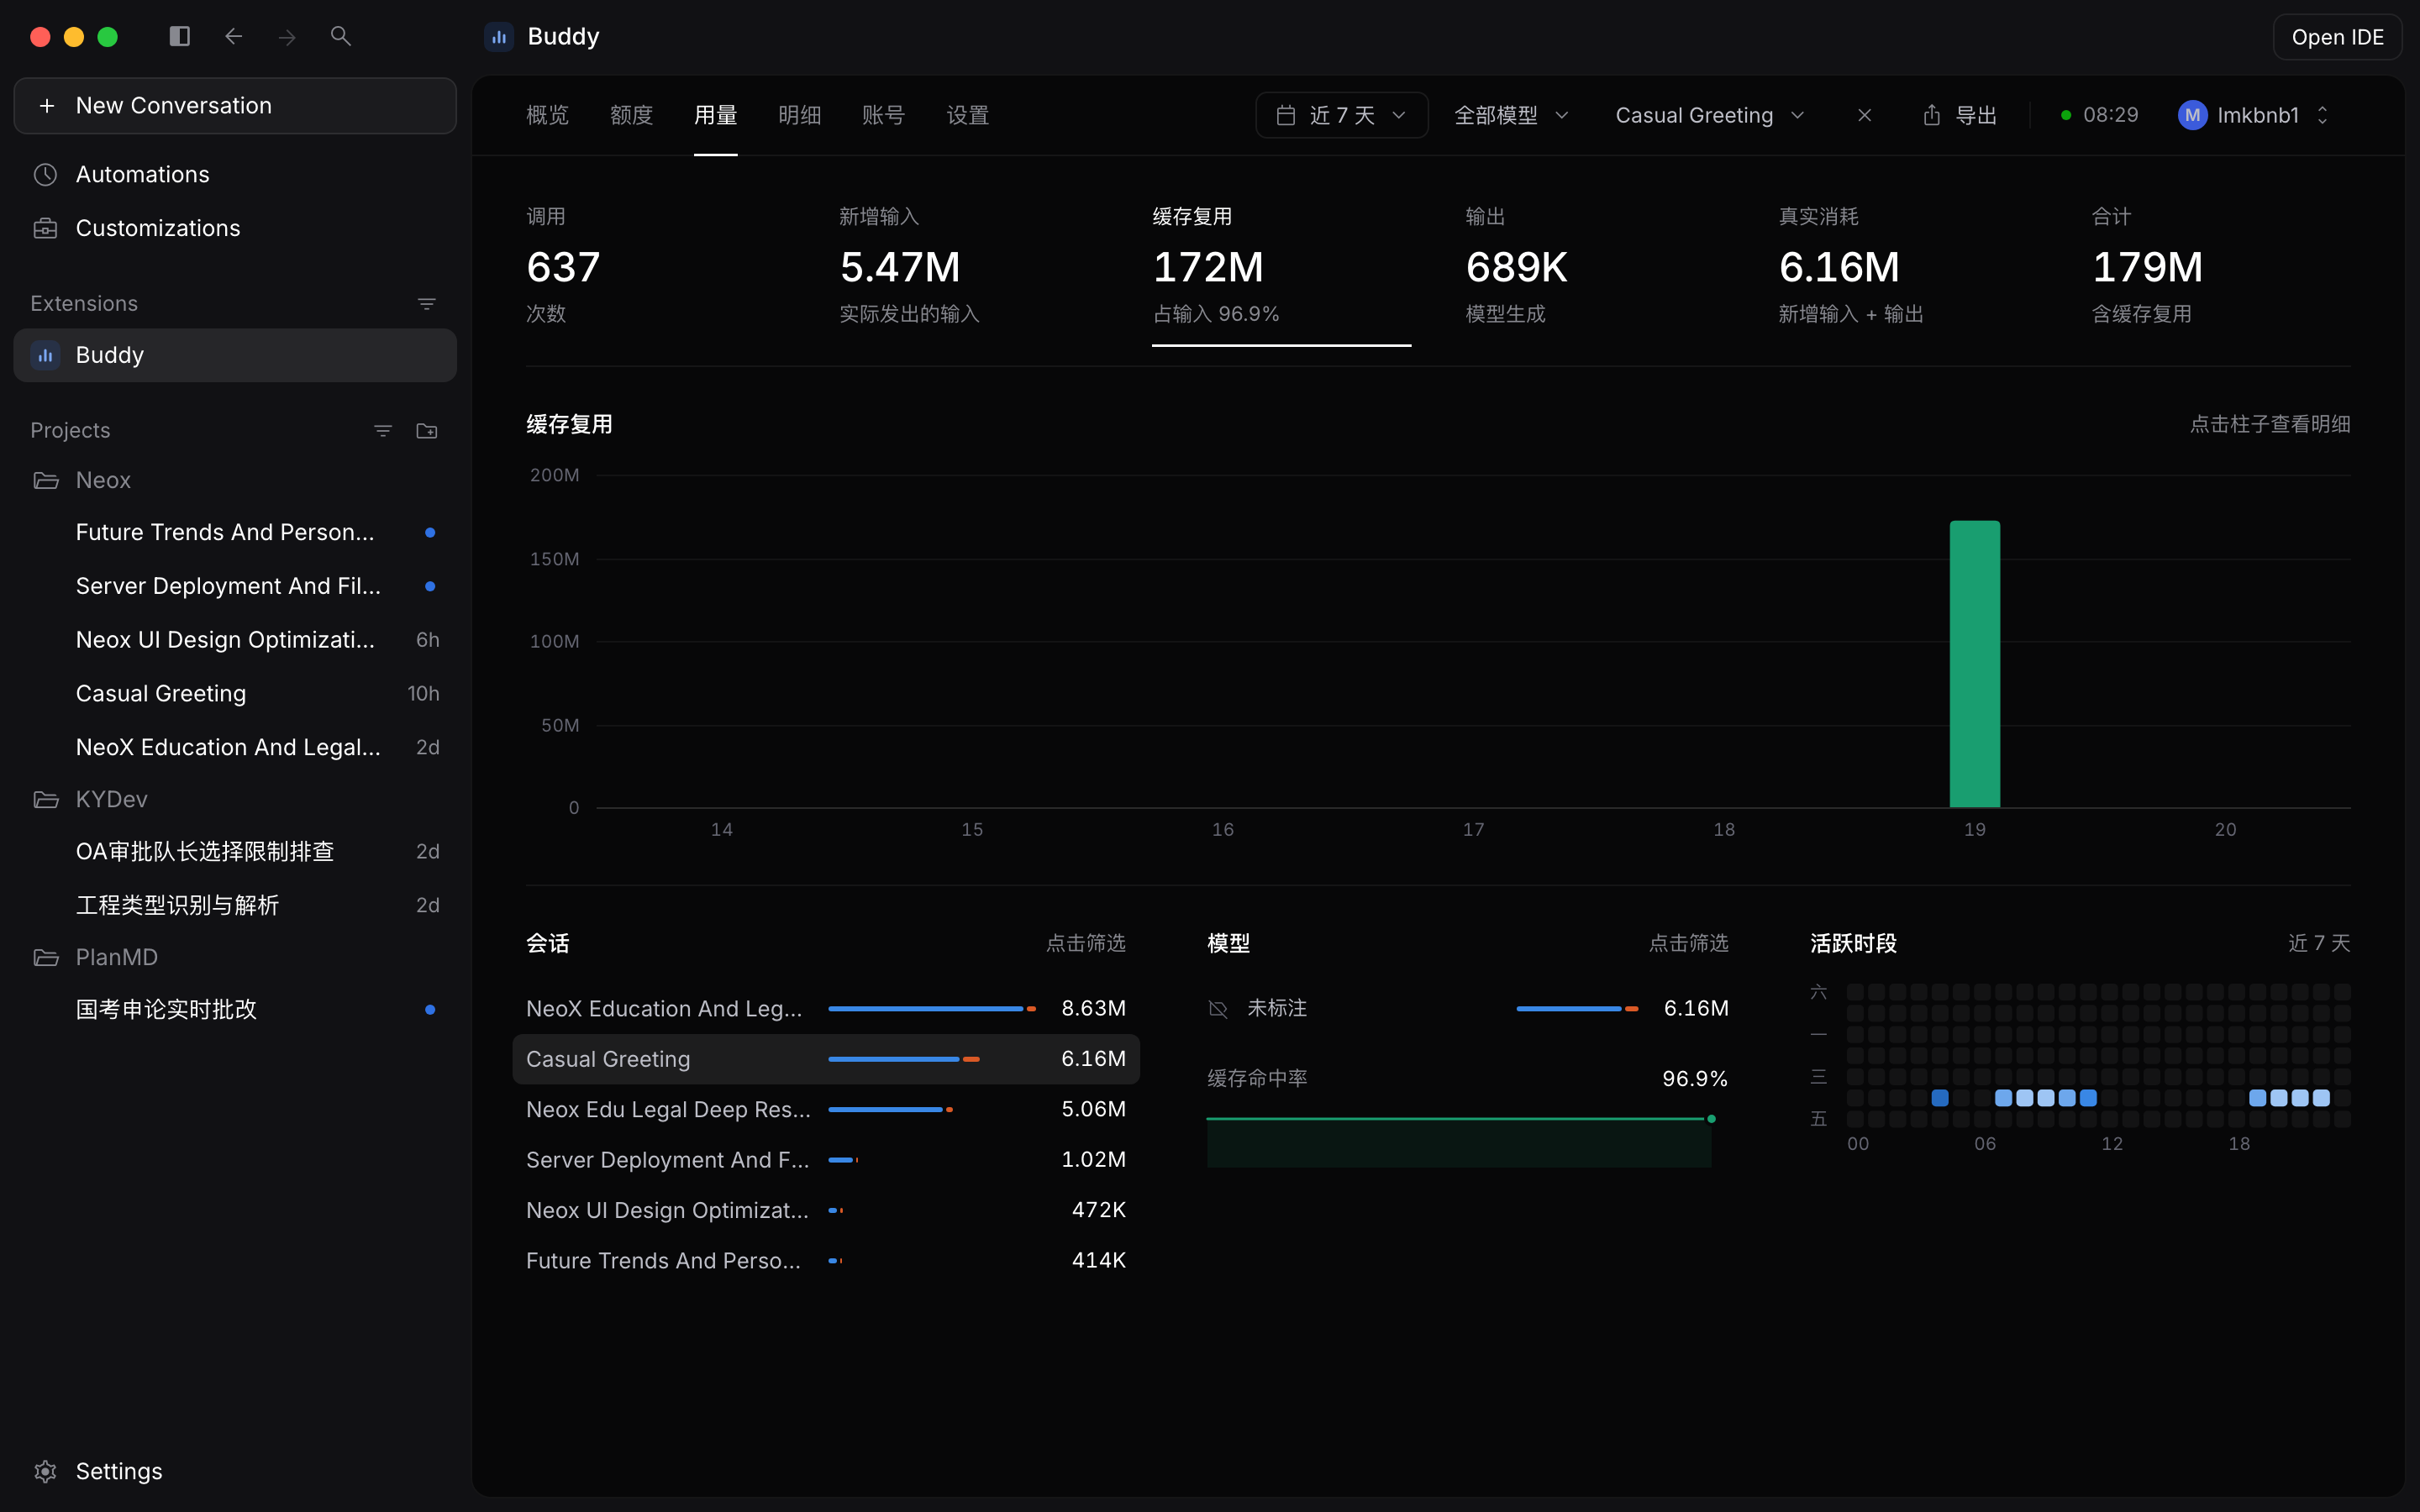 Buddy
Open IDE
New Conversation
Automations
Customizations
Extensions
Buddy
Projects
Neox
Future Trends And Person...
Server Deployment And Fil...
Neox UI Design Optimizati... 6h
Casual Greeting 10h
NeoX Education And Legal... 2d
KYDev
OA审批队长选择限制排查 2d
工程类型识别与解析 2d
PlanMD
国考申论实时批改
Settings
概览 额度 用量 明细 账号 设置
近 7 天 全部模型 Casual Greeting 导出 08:29 M lmkbnb1
调用 新增输入 缓存复用 输出 真实消耗 合计
637 5.47M 172M 689K 6.16M 179M
次数 实际发出的输入 占输入 96.9% 模型生成 新增输入 + 输出 含缓存复用
缓存复用 点击柱子查看明细
200M
150M
100M
50M
0
14 15 16 17 18 19 20
会话 点击筛选
NeoX Education And Leg... 8.63M
Casual Greeting 6.16M
Neox Edu Legal Deep Res... 5.06M
Server Deployment And F... 1.02M
Neox UI Design Optimizat... 472K
Future Trends And Perso... 414K
模型 点击筛选
未标注 6.16M
缓存命中率 96.9%
活跃时段 近 7 天
六
一
三
五
00 06 12 18